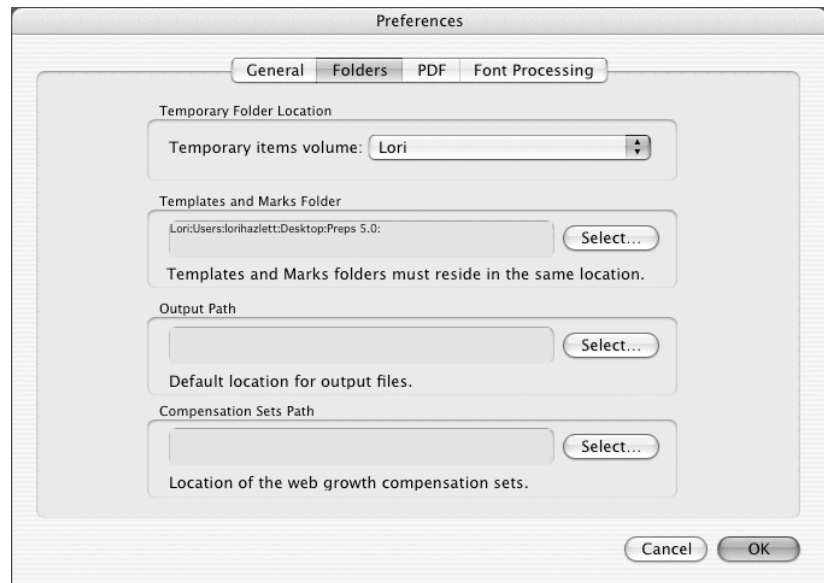 Preferences
General Folders PDF Font Processing
Temporary Folder Location
Temporary items volume: Lori
Templates and Marks Folder
Lori:Users:lorihazlett:Desktop:Preps 5.0:
Select...
Templates and Marks folders must reside in the same location.
Output Path
Select...
Default location for output files.
Compensation Sets Path
Select...
Location of the web growth compensation sets.
Cancel OK